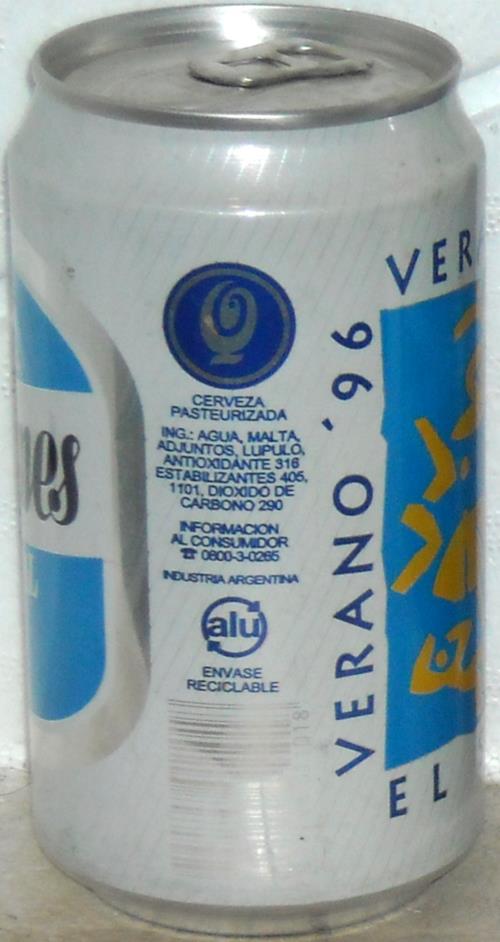 Q
CERVEZA
PASTEURIZADA
ING.: AGUA, MALTA,
ADJUNTOS, LUPULO,
ANTIOXIDANTE 316
ESTABILIZANTES 405,
1101, DIOXIDO DE
CARBONO 290
INFORMACION
AL CONSUMIDOR
☎ 0800-3-0265
INDUSTRIA ARGENTINA
alu
ENVASE
RECICLABLE
VERANO '96
VER
EL
es
L